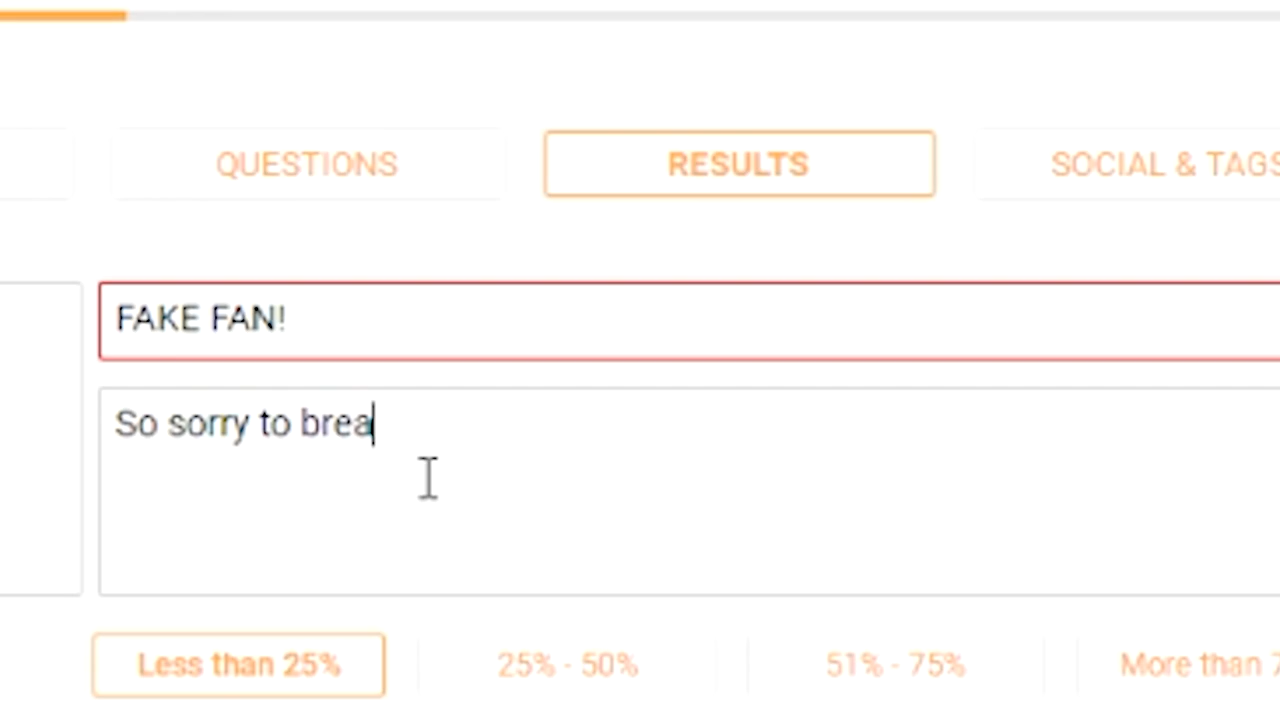 QUESTIONS RESULTS SOCIAL & TAGS
FAKE FAN!
So sorry to brea
Less than 25% 25% - 50% 51% - 75% More than 7